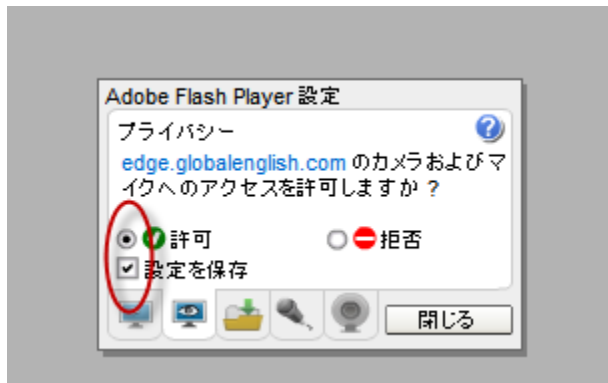 Adobe Flash Player 設定
プライバシー
edge.globalenglish.com のカメラおよびマ
イクへのアクセスを許可しますか ?
許可 拒否
設定を保存
閉じる